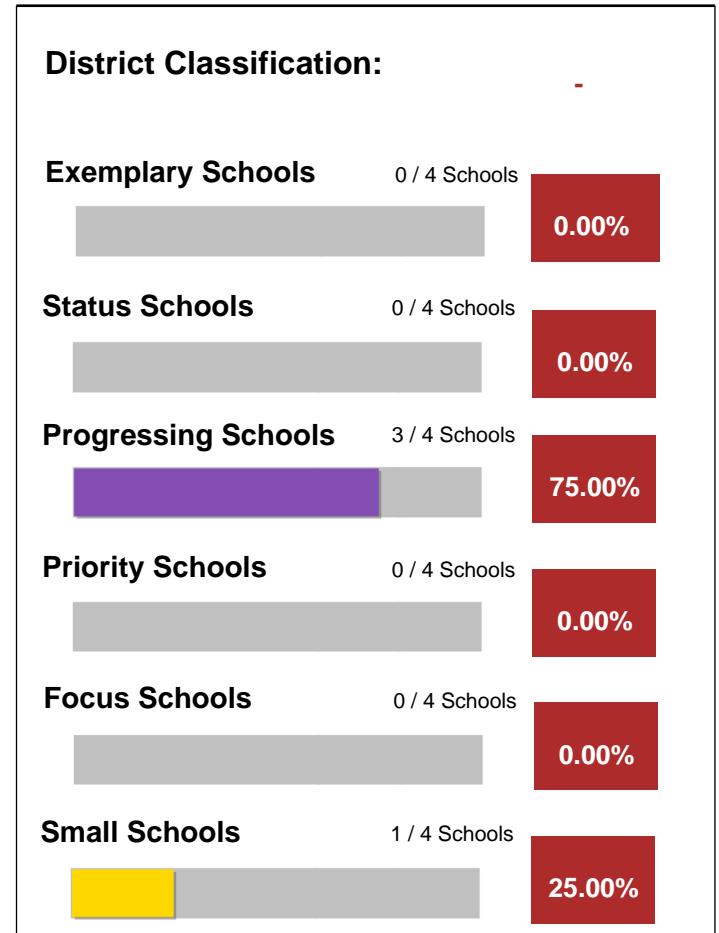 District Classification: -
Exemplary Schools 0 / 4 Schools
0.00%
Status Schools 0 / 4 Schools
0.00%
Progressing Schools 3 / 4 Schools
75.00%
Priority Schools 0 / 4 Schools
0.00%
Focus Schools 0 / 4 Schools
0.00%
Small Schools 1 / 4 Schools
25.00%